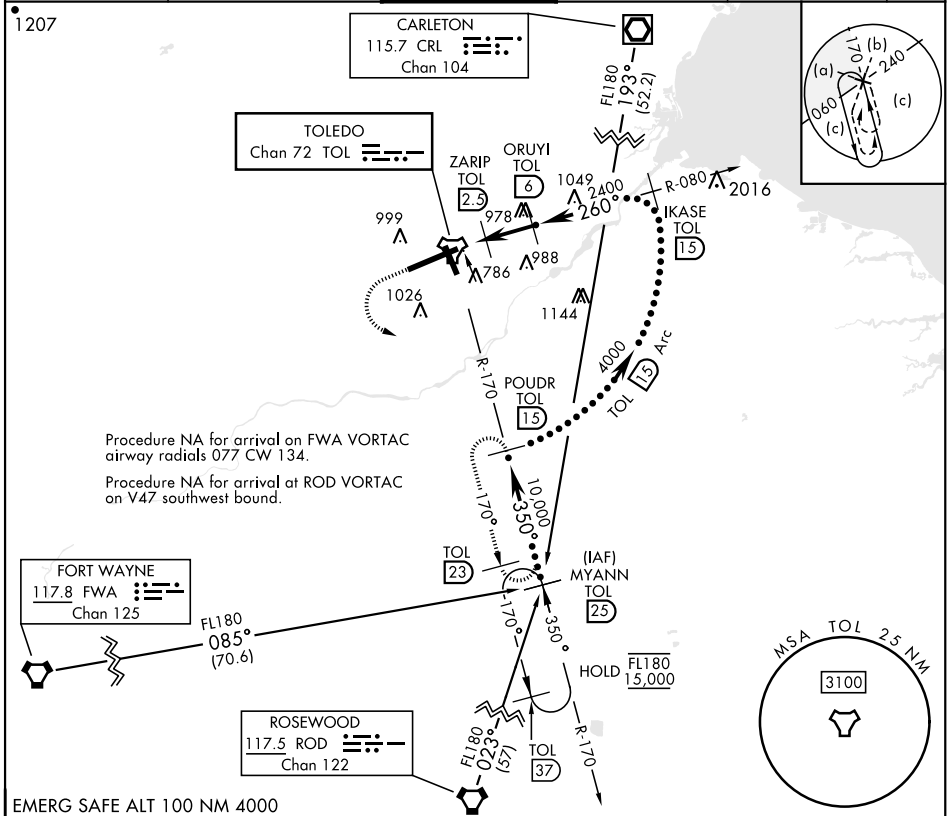 1207
CARLETON
115.7 CRL
Chan 104
FL180
193°
(52.2)
170
(b)
240
(a)
(c)
060
(c)
TOLEDO
Chan 72 TOL
ZARIP
TOL
2.5
ORUYI
TOL
6
1049
2400
260°
R-080
2016
IKASE
TOL
15
999
978
988
786
1026
1144
4000
TOL 15 Arc
R-170
POUDR
TOL
15
Procedure NA for arrival on FWA VORTAC
airway radials 077 CW 134.
Procedure NA for arrival at ROD VORTAC
on V47 southwest bound.
10,000
350°
170°
TOL
23
(IAF)
MYANN
TOL
25
FORT WAYNE
117.8 FWA
Chan 125
FL180
085°
(70.6)
170°
350°
HOLD FL180
15,000
MSA TOL 25 NM
3100
ROSEWOOD
117.5 ROD
Chan 122
FL180
023°
(57)
TOL
37
R-170
EMERG SAFE ALT 100 NM 4000